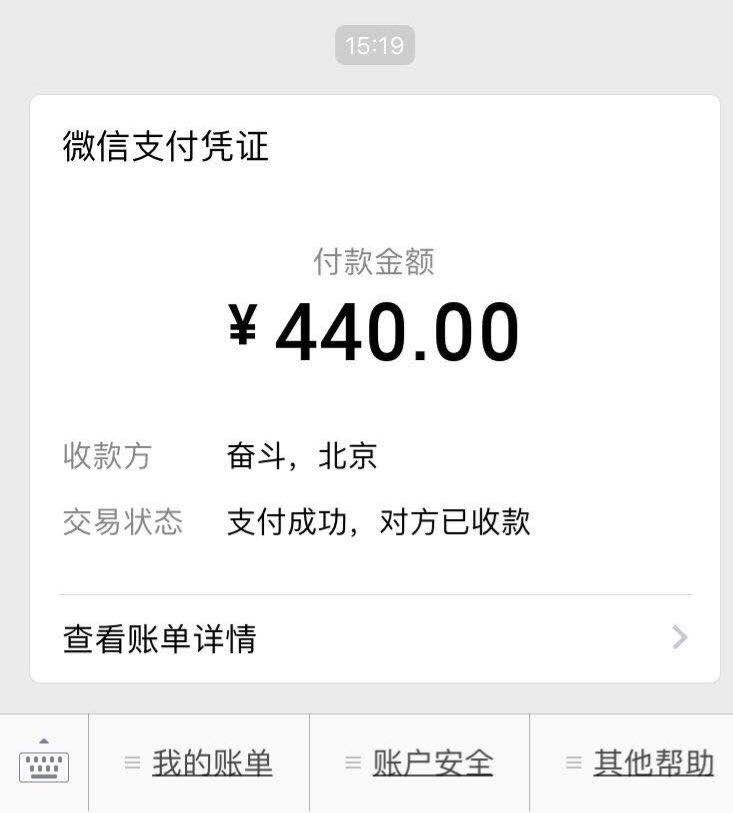 15:19
微信支付凭证
付款金额
¥440.00
收款方 奋斗，北京
交易状态 支付成功，对方已收款
查看账单详情
我的账单 账户安全 其他帮助